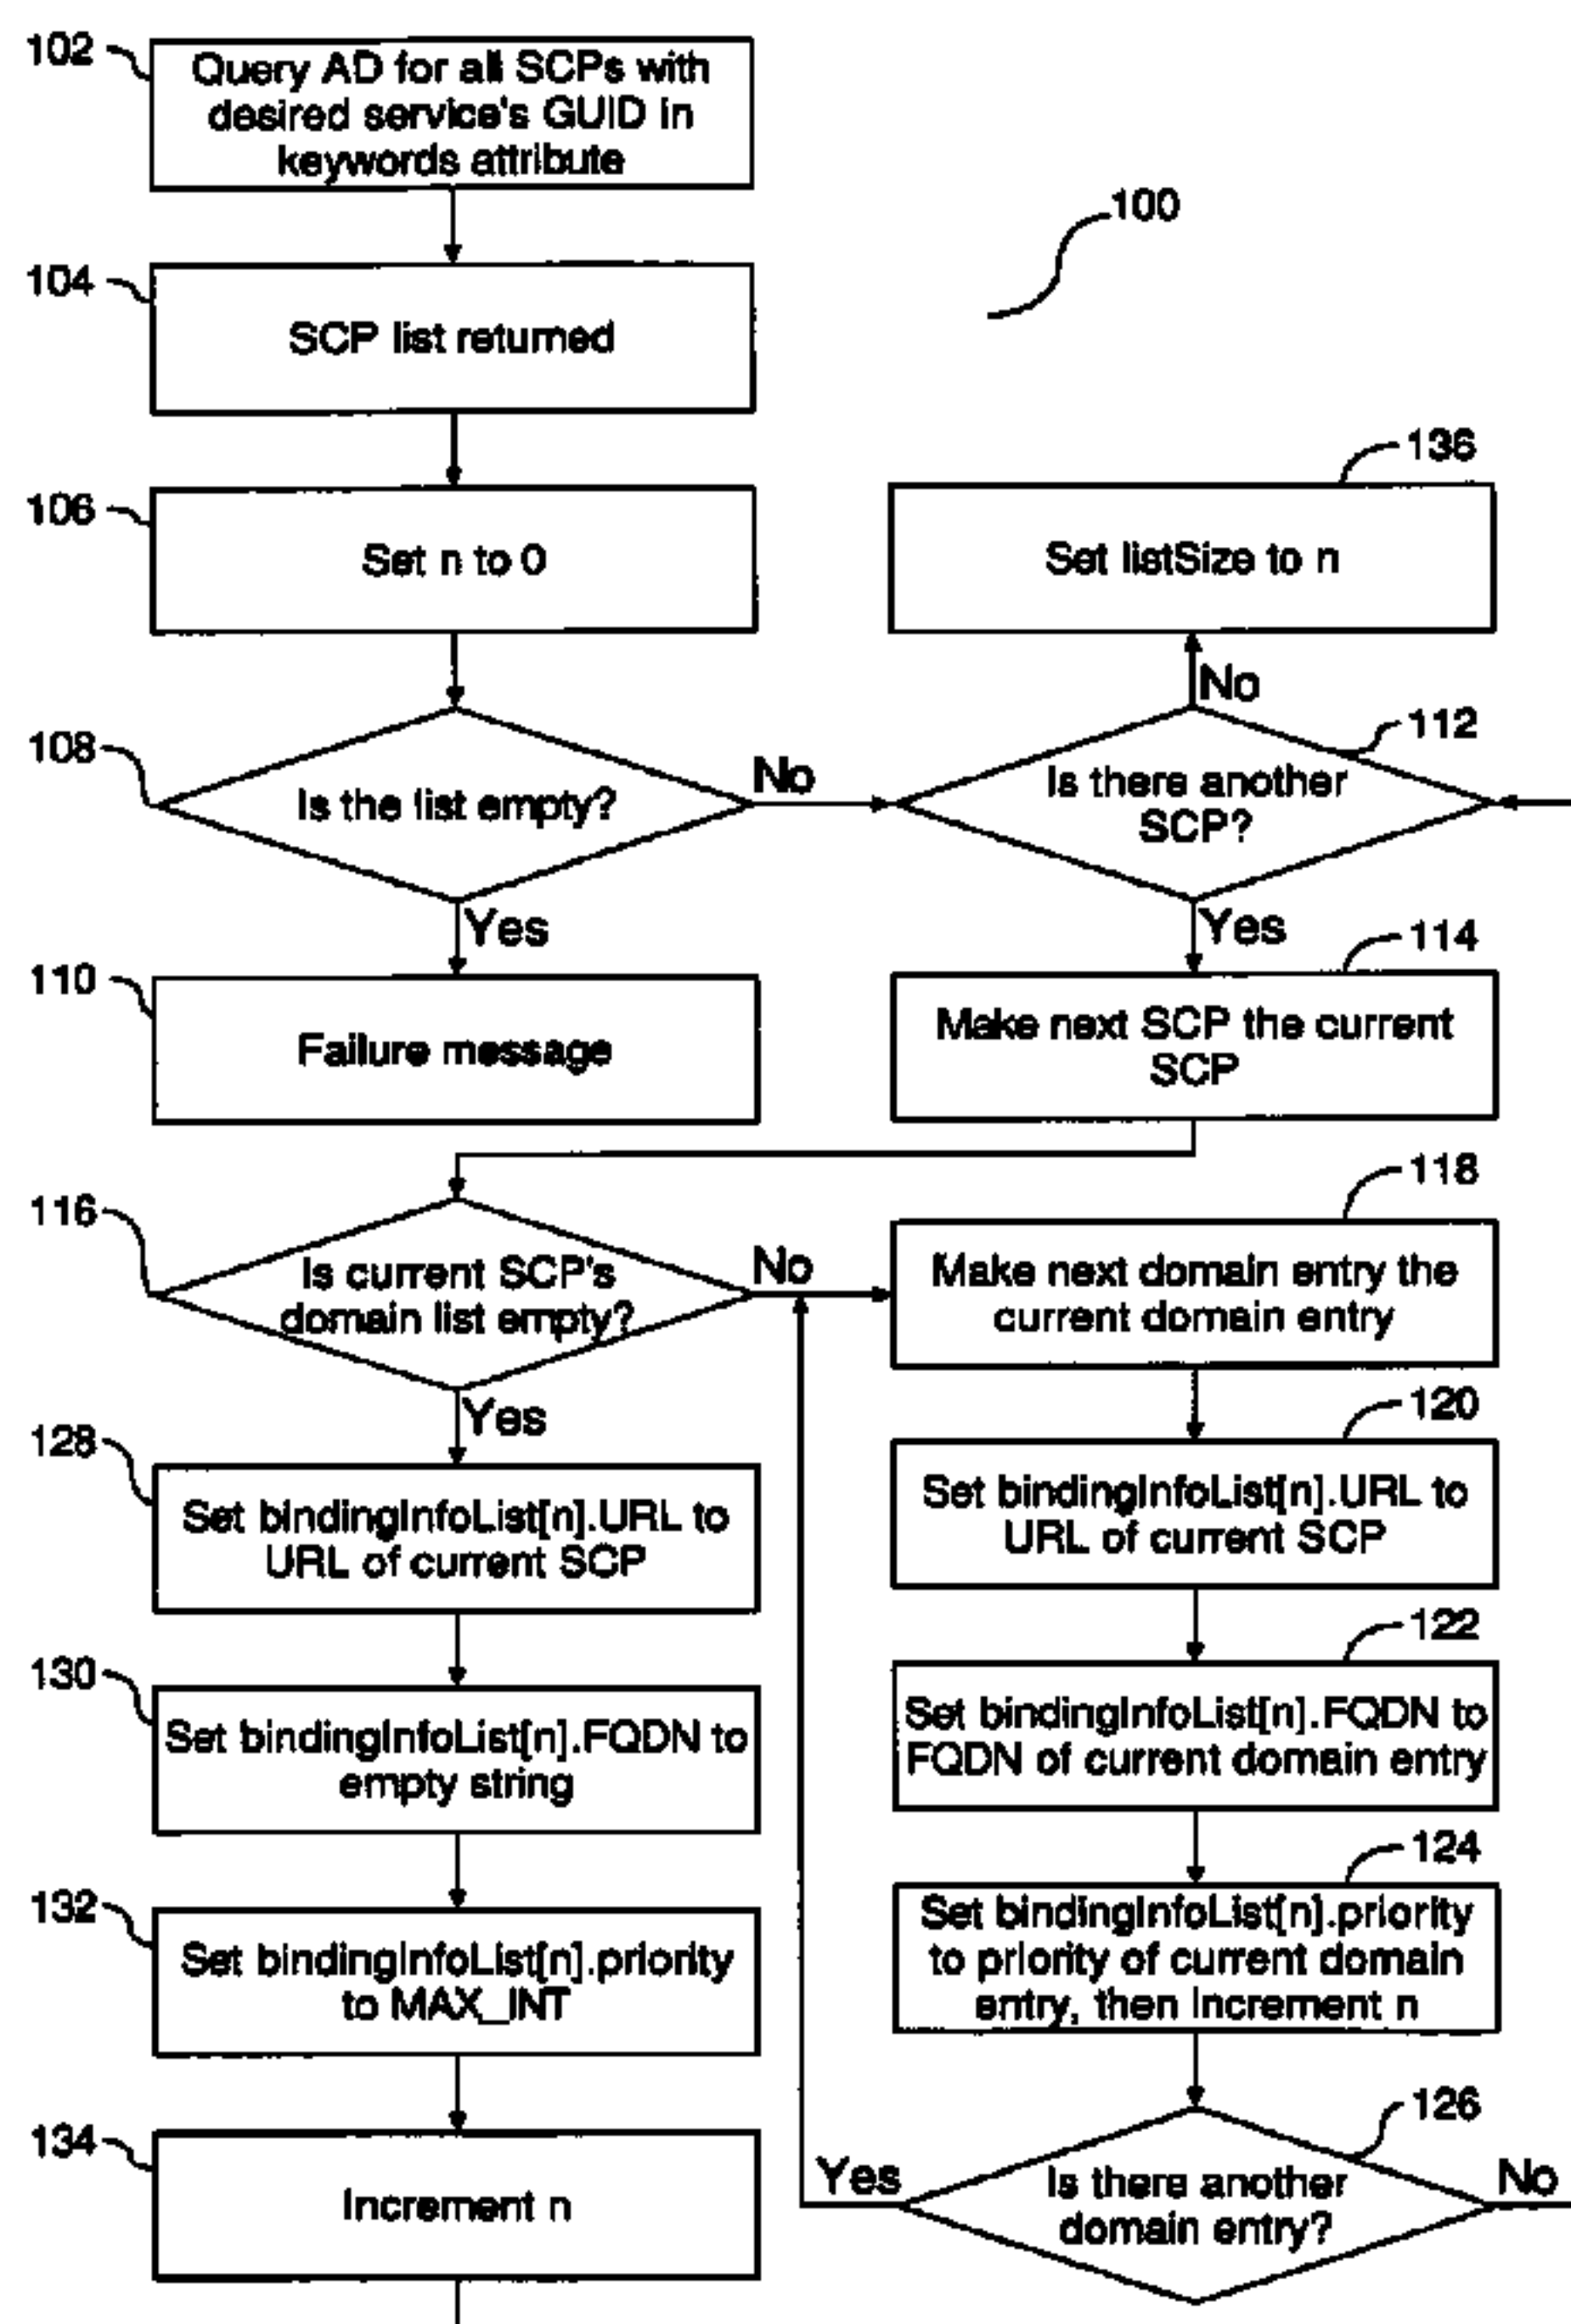 102
Query AD for all SCPs with
desired service's GUID in
keywords attribute
100
104
SCP list returned
106
Set n to 0
136
Set listSize to n
No
108
Is the list empty?
No
112
Is there another
SCP?
Yes
Yes
110
Failure message
114
Make next SCP the current
SCP
116
Is current SCP's
domain list empty?
No
118
Make next domain entry the
current domain entry
Yes
120
Set bindingInfoList[n].URL to
URL of current SCP
128
Set bindingInfoList[n].URL to
URL of current SCP
122
Set bindingInfoList[n].FQDN to
FQDN of current domain entry
130
Set bindingInfoList[n].FQDN to
empty string
124
Set bindingInfoList[n].priority
to priority of current domain
entry, then increment n
132
Set bindingInfoList[n].priority
to MAX_INT
126
Is there another
domain entry?
Yes
No
134
Increment n